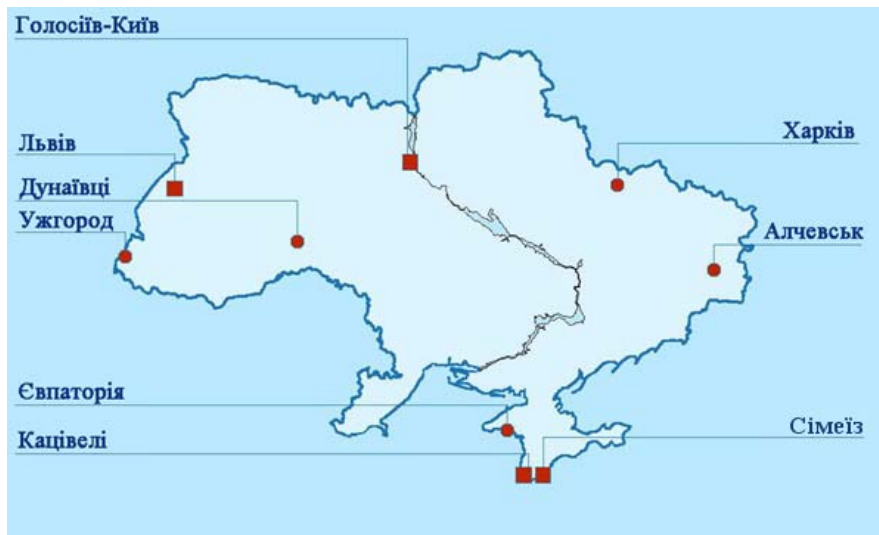 Голосіїв-Київ
Львів
Харків
Дунаївці
Ужгород
Алчевськ
Євпаторія
Сімеїз
Кацівелі